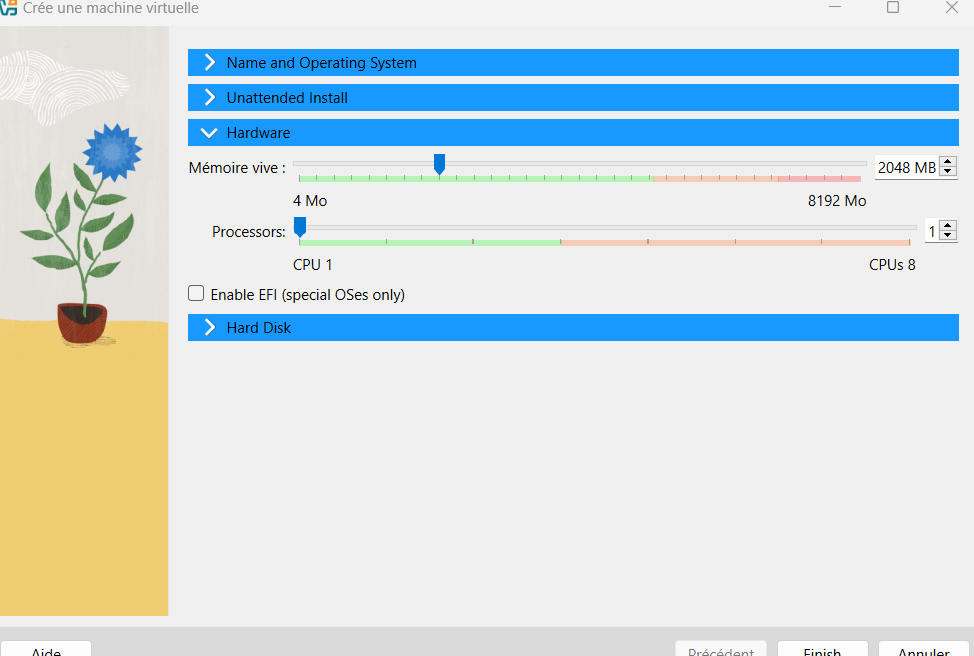 Crée une machine virtuelle
Name and Operating System
Unattended Install
Hardware
Mémoire vive : 2048 MB
4 Mo 8192 Mo
Processors: 1
CPU 1 CPUs 8
Enable EFI (special OSes only)
Hard Disk
Aide Précédent Finish Annuler